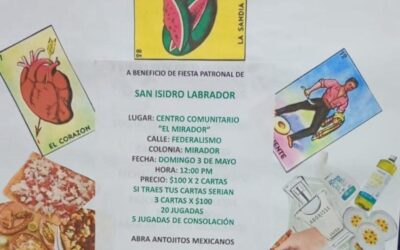 28
LA SANDIA
A BENEFICIO DE FIESTA PATRONAL DE
SAN ISIDRO LABRADOR
EL CORAZON
LUGAR: CENTRO COMUNITARIO
"EL MIRADOR"
CALLE: FEDERALISMO
COLONIA: MIRADOR
FECHA: DOMINGO 3 DE MAYO
HORA: 12:00 PM
PRECIO: $100 X 2 CARTAS
SI TRAES TUS CARTAS SERIAN
3 CARTAS X $100
20 JUGADAS
5 JUGADAS DE CONSOLACIÓN
ABRA ANTOJITOS MEXICANOS